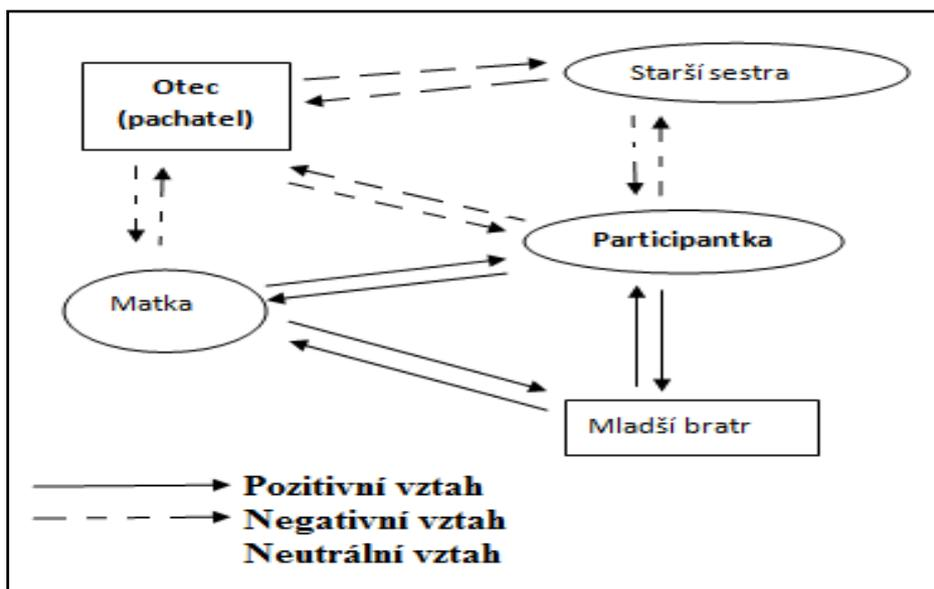 Otec
(pachatel)
Starší sestra
Participantka
Matka
Mladší bratr
Pozitivní vztah
Negativní vztah
Neutrální vztah